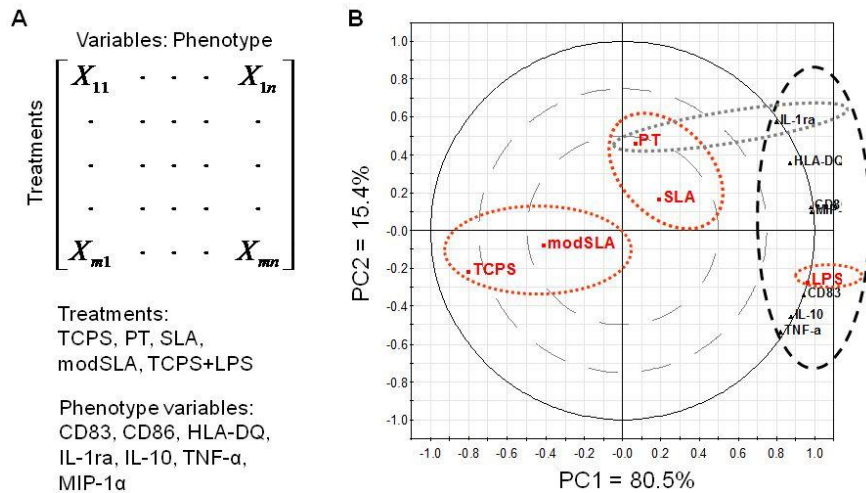 A
Variables: Phenotype
Treatments
X11 - - - X1n
- - - - -
- - - - -
- - - - -
Xm1 - - - Xmn
Treatments:
TCPS, PT, SLA,
modSLA, TCPS+LPS
Phenotype variables:
CD83, CD86, HLA-DQ,
IL-1ra, IL-10, TNF-α,
MIP-1α
B
1.0
0.8
0.6
0.4
0.2
-0.0
-0.2
-0.4
-0.6
-0.8
-1.0
PC2 = 15.4%
IL-1ra
PT
HLA-DQ
SLA
CD8
MIP-
modSLA
TCPS
LPS
CD83
IL-10
TNF-a
-1.0 -0.8 -0.6 -0.4 -0.2 -0.0 0.2 0.4 0.6 0.8 1.0
PC1 = 80.5%